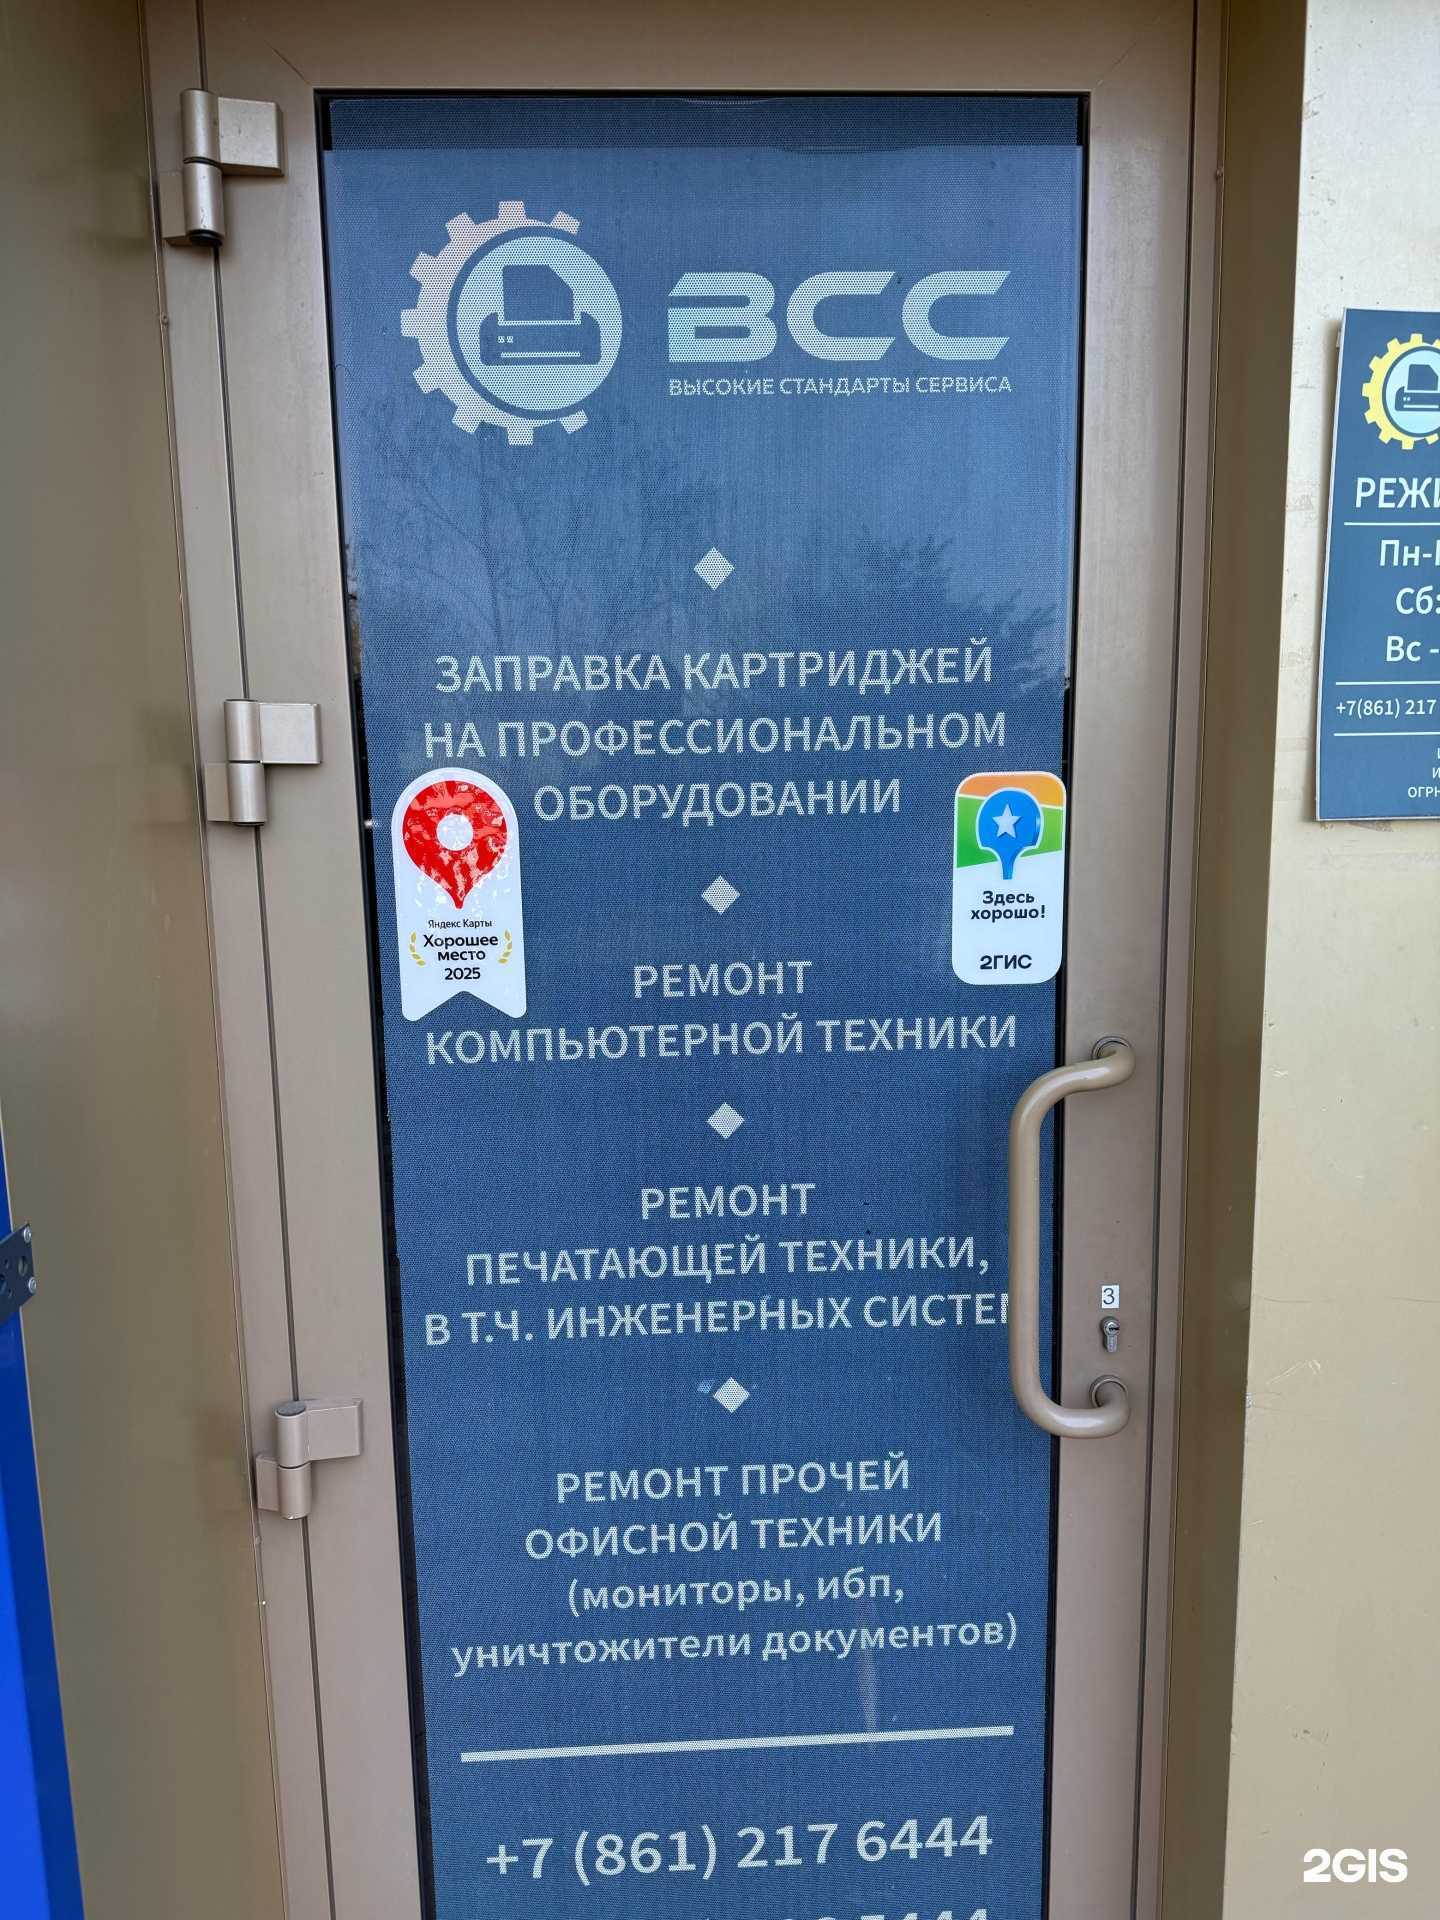 ВСС
ВЫСОКИЕ СТАНДАРТЫ СЕРВИСА
ЗАПРАВКА КАРТРИДЖЕЙ
НА ПРОФЕССИОНАЛЬНОМ
ОБОРУДОВАНИИ
Яндекс Карты
Хорошее
место
2025
Здесь
хорошо!
2ГИС
РЕМОНТ
КОМПЬЮТЕРНОЙ ТЕХНИКИ
РЕМОНТ
ПЕЧАТАЮЩЕЙ ТЕХНИКИ,
В Т.Ч. ИНЖЕНЕРНЫХ
3
РЕМОНТ ПРОЧЕЙ
ОФИСНОЙ ТЕХНИКИ
(мониторы, ибп,
уничтожители документов)
+7 (861) 217 6444
Сб:
Вс -
+7(861) 217
2GIS